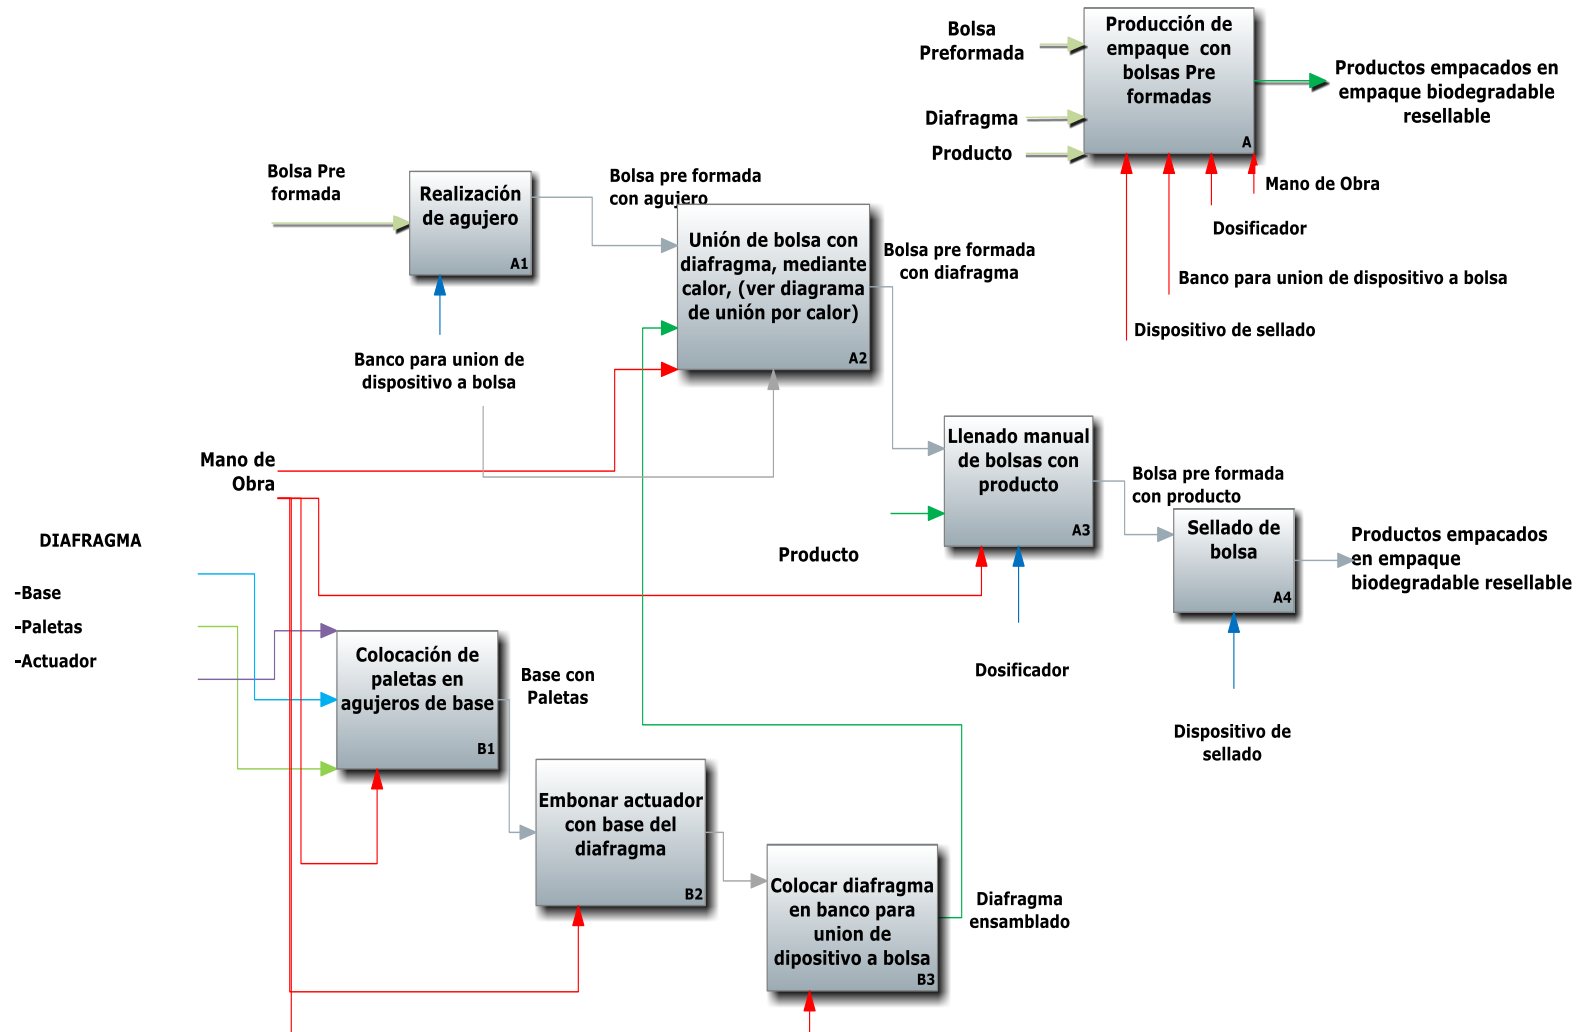 Bolsa
Preformada
Diafragma
Producto
Producción de
empaque con
bolsas Pre
formadas
A
Productos empacados en
empaque biodegradable
resellable
Mano de Obra
Dosificador
Banco para union de dispositivo a bolsa
Dispositivo de sellado
Bolsa Pre
formada
Realización
de agujero
A1
Bolsa pre formada
con agujero
Banco para union de
dispositivo a bolsa
Unión de bolsa con
diafragma, mediante
calor, (ver diagrama
de unión por calor)
A2
Bolsa pre formada
con diafragma
Mano de
Obra
Llenado manual
de bolsas con
producto
A3
Producto
Dosificador
Bolsa pre formada
con producto
Sellado de
bolsa
A4
Productos empacados
en empaque
biodegradable resellable
Dispositivo de
sellado
DIAFRAGMA
-Base
-Paletas
-Actuador
Colocación de
paletas en
agujeros de base
B1
Base con
Paletas
Embonar actuador
con base del
diafragma
B2
Colocar diafragma
en banco para
union de
dipositivo a bolsa
B3
Diafragma
ensamblado